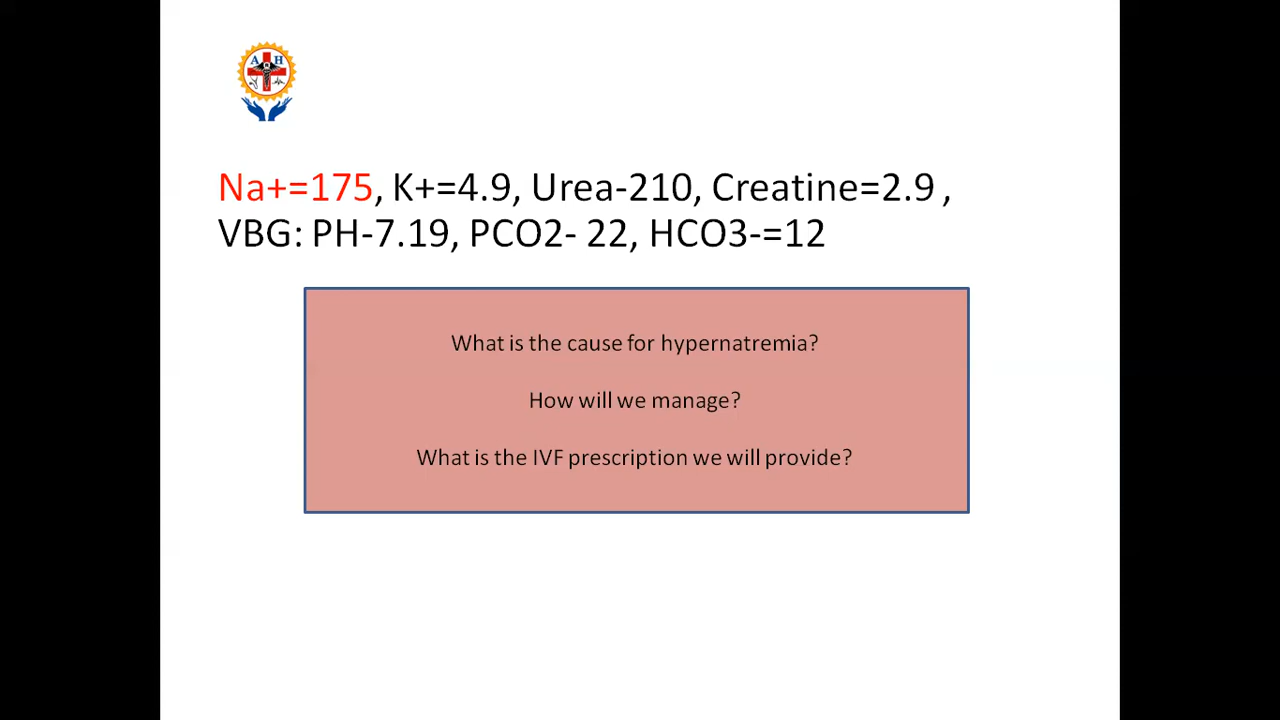 A H
Na+=175, K+=4.9, Urea-210, Creatine=2.9 ,
VBG: PH-7.19, PCO2- 22, HCO3-=12
What is the cause for hypernatremia?
How will we manage?
What is the IVF prescription we will provide?